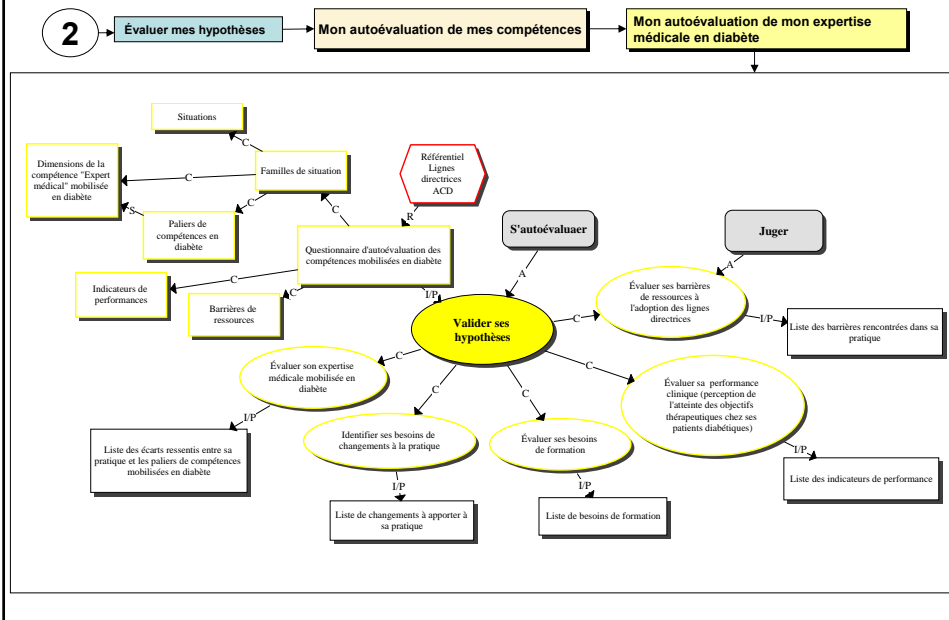 2
Évaluer mes hypothèses
Mon autoévaluation de mes compétences
Mon autoévaluation de mon expertise
médicale en diabète
Situations
C
Dimensions de la
compétence "Expert
médical" mobilisée
en diabète
C
Familles de situation
Référentiel
Lignes
directrices
ACD
S
C
C
R
Paliers de
compétences en
diabète
Questionnaire d'autoévaluation des
compétences mobilisées en diabète
S'autoévaluaer
Juger
C
A
A
Indicateurs de
performances
C
Barrières de
ressources
I/P
Évaluer ses barrières
de ressources à
l'adoption des lignes
directrices
Valider ses
hypothèses
C
I/P
Liste des barrières rencontrées dans sa
pratique
C
C
C
C
Évaluer son expertise
médicale mobilisée en
diabète
Évaluer sa performance
clinique (perception de
l'atteinte des objectifs
thérapeutiques chez ses
patients diabétiques)
I/P
Identifier ses besoins de
changements à la pratique
Évaluer ses besoins
de formation
Liste des écarts ressentis entre sa
pratique et les paliers de compétences
mobilisées en diabète
I/P
I/P
I/P
Liste des indicateurs de performance
Liste de changements à apporter à
sa pratique
Liste de besoins de formation